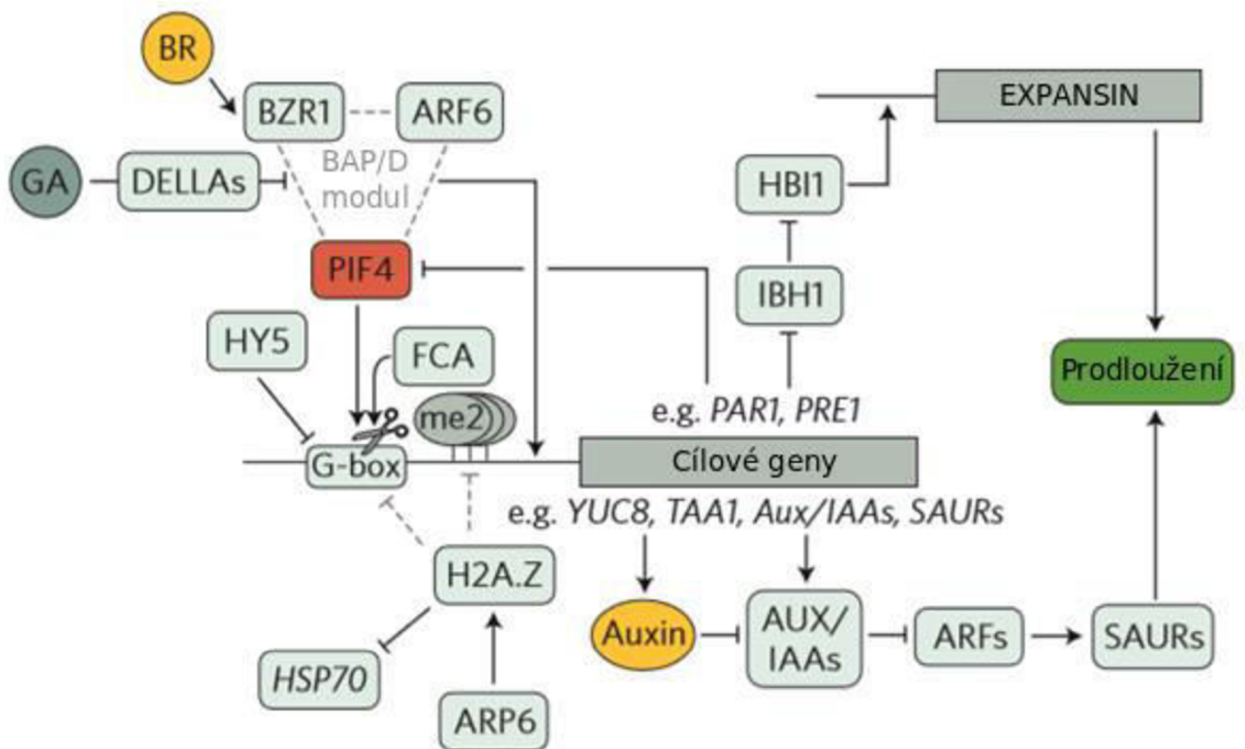 BR
BZR1
ARF6
EXPANSIN
BAP/D
modul
GA
DELLAs
HBI1
PIF4
IBH1
HY5
FCA
Prodloužení
me2
e.g. PAR1, PRE1
G-box
Cílové geny
e.g. YUC8, TAA1, Aux/IAAs, SAURs
H2A.Z
Auxin
AUX/
IAAs
ARFs
SAURs
HSP70
ARP6